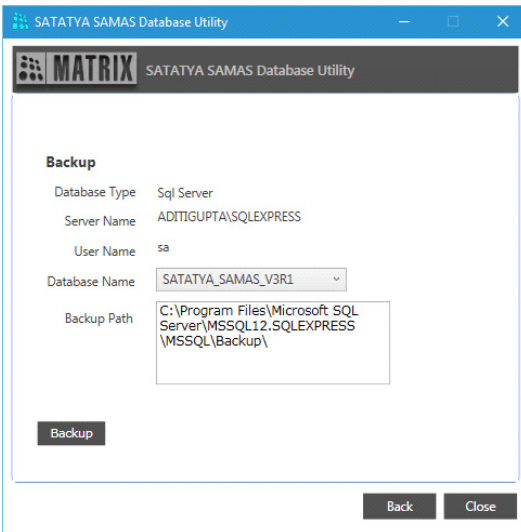 SATATYA SAMAS Database Utility
MATRIX SATATYA SAMAS Database Utility
Backup
Database Type Sql Server
Server Name ADITIGUPTA\SQLEXPRESS
User Name sa
Database Name SATATYA_SAMAS_V3R1
Backup Path C:\Program Files\Microsoft SQL
Server\MSSQL12.SQLEXPRESS
\MSSQL\Backup\
Backup
Back Close